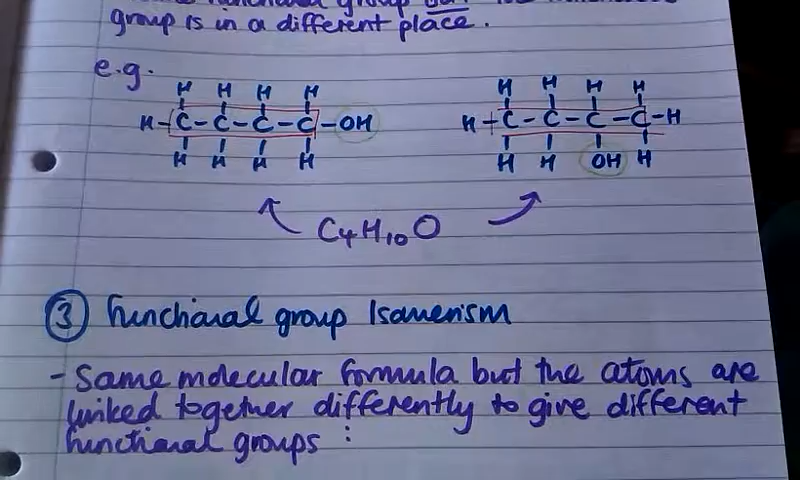 group is in a different place.
e.g.
H H H H
H-C-C-C-C-OH
H H H H
H H H H
H-C-C-C-C-H
H H OH H
C4H10O
3 Functional group Isomerism
- Same molecular formula but the atoms are
linked together differently to give different
functional groups :